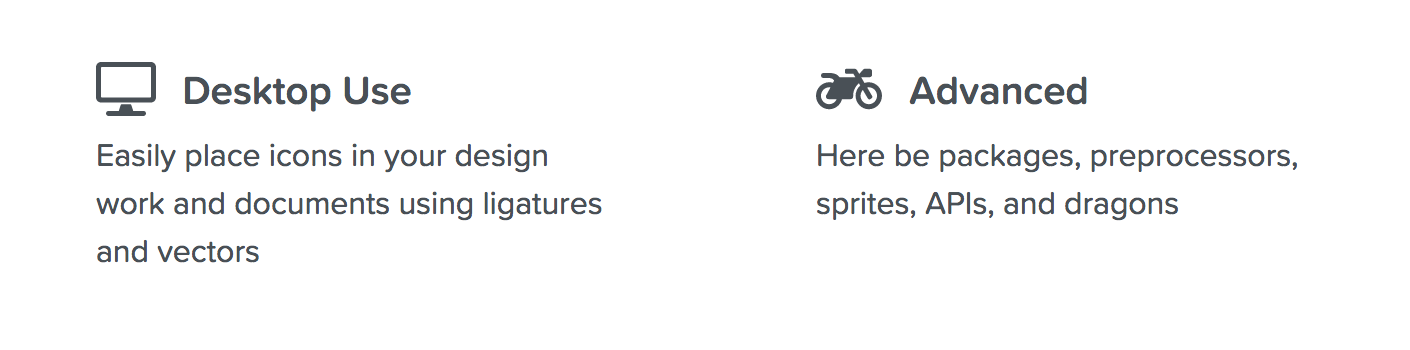 Desktop Use
Easily place icons in your design
work and documents using ligatures
and vectors
Advanced
Here be packages, preprocessors,
sprites, APIs, and dragons